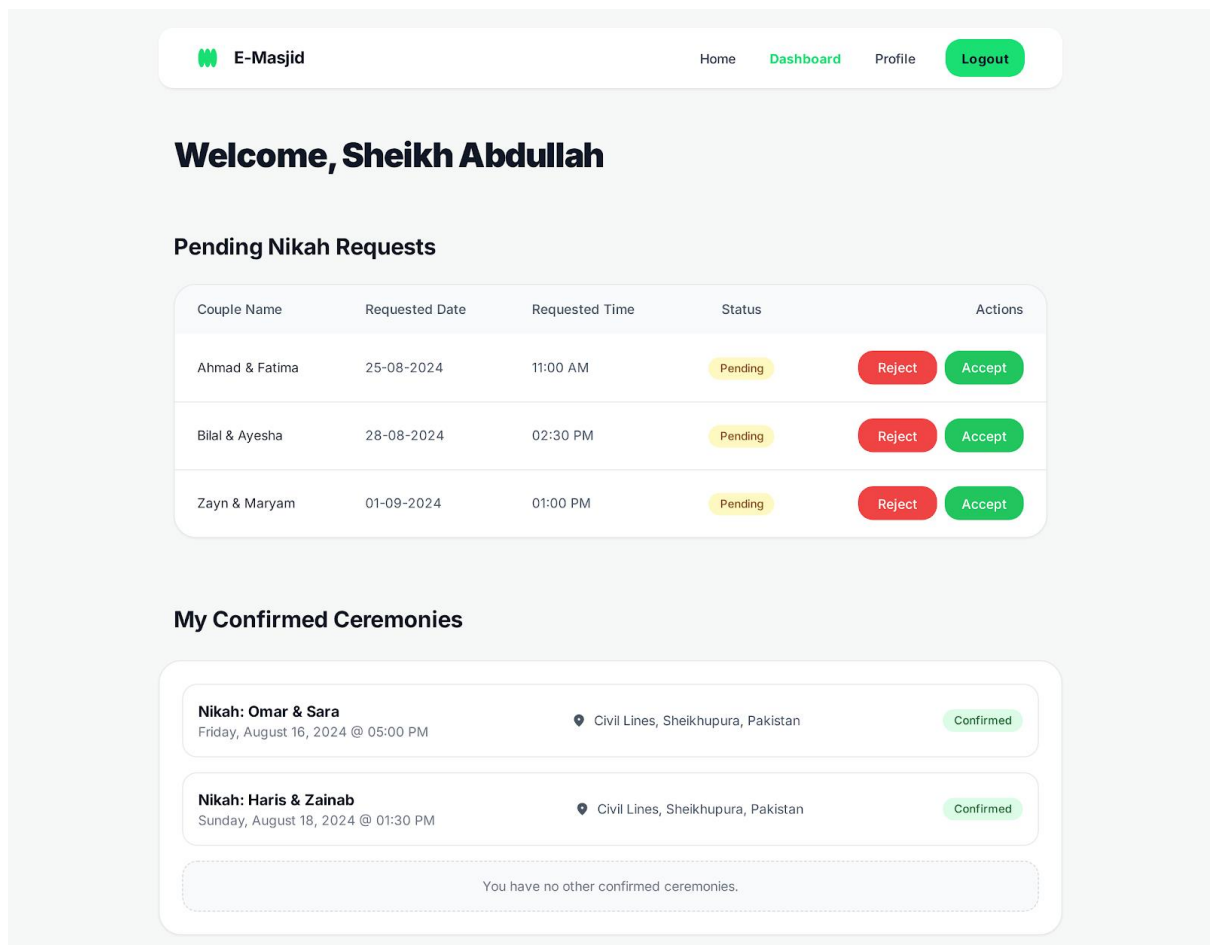 E-Masjid Home Dashboard Profile Logout
Welcome, Sheikh Abdullah
Pending Nikah Requests
Couple Name Requested Date Requested Time Status Actions
Ahmad & Fatima 25-08-2024 11:00 AM Pending Reject Accept
Bilal & Ayesha 28-08-2024 02:30 PM Pending Reject Accept
Zayn & Maryam 01-09-2024 01:00 PM Pending Reject Accept
My Confirmed Ceremonies
Nikah: Omar & Sara
Friday, August 16, 2024 @ 05:00 PM
Civil Lines, Sheikhupura, Pakistan
Confirmed
Nikah: Haris & Zainab
Sunday, August 18, 2024 @ 01:30 PM
Civil Lines, Sheikhupura, Pakistan
Confirmed
You have no other confirmed ceremonies.